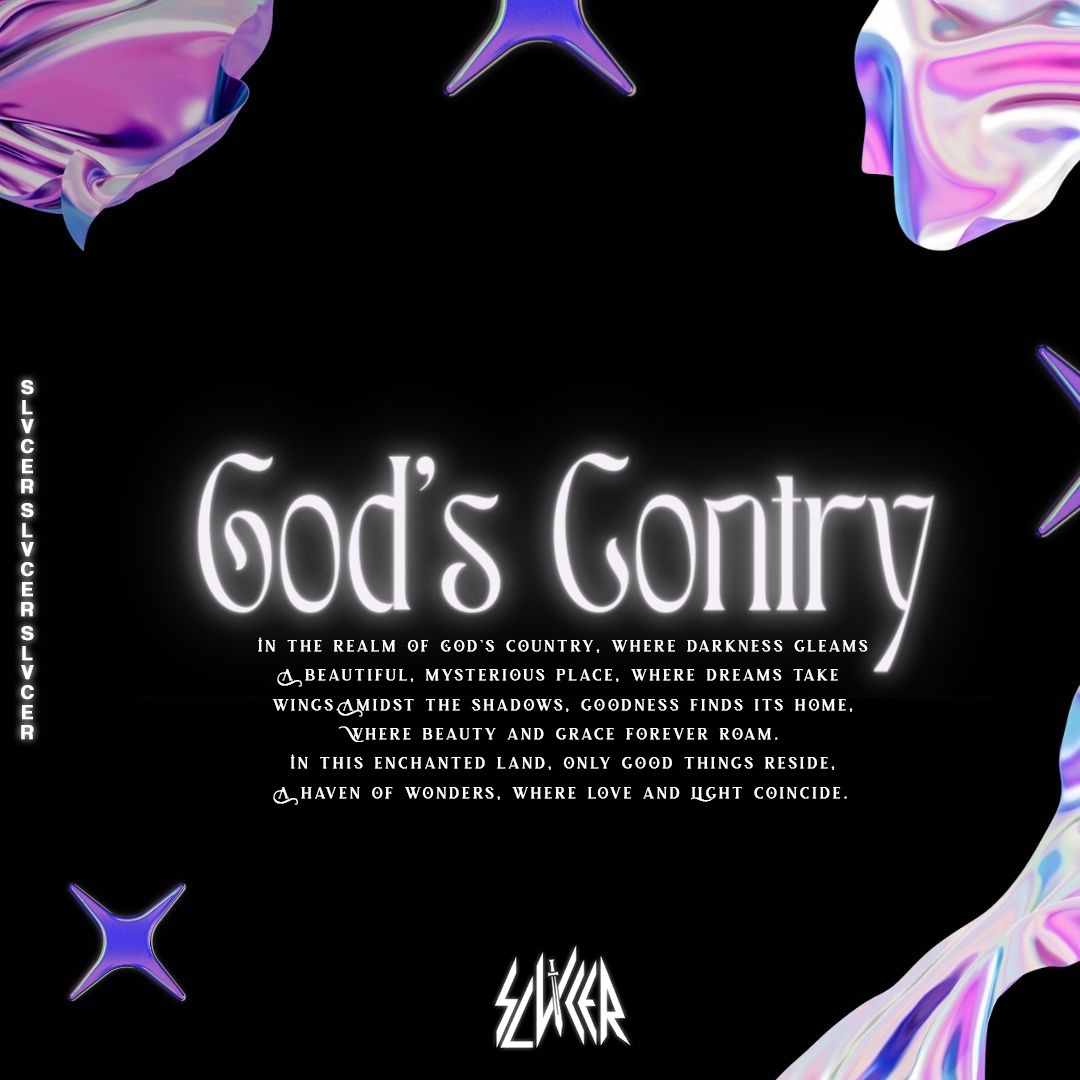 SLVCER SLVCER SLVCER
God's Contry
IN THE REALM OF GOD'S COUNTRY, WHERE DARKNESS GLEAMS
A BEAUTIFUL, MYSTERIOUS PLACE, WHERE DREAMS TAKE
WINGS AMIDST THE SHADOWS, GOODNESS FINDS ITS HOME,
WHERE BEAUTY AND GRACE FOREVER ROAM.
IN THIS ENCHANTED LAND, ONLY GOOD THINGS RESIDE,
A HAVEN OF WONDERS, WHERE LOVE AND LIGHT COINCIDE.
SLVCER